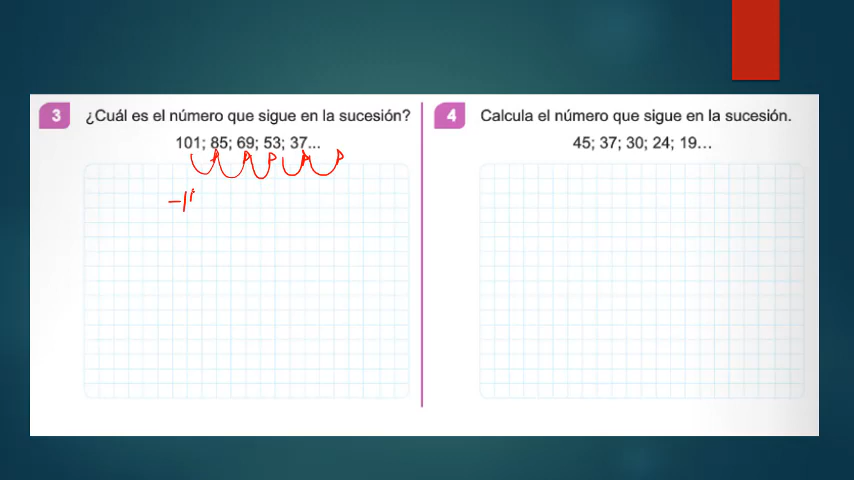 3 ¿Cuál es el número que sigue en la sucesión?
101; 85; 69; 53; 37...
4 Calcula el número que sigue en la sucesión.
45; 37; 30; 24; 19...